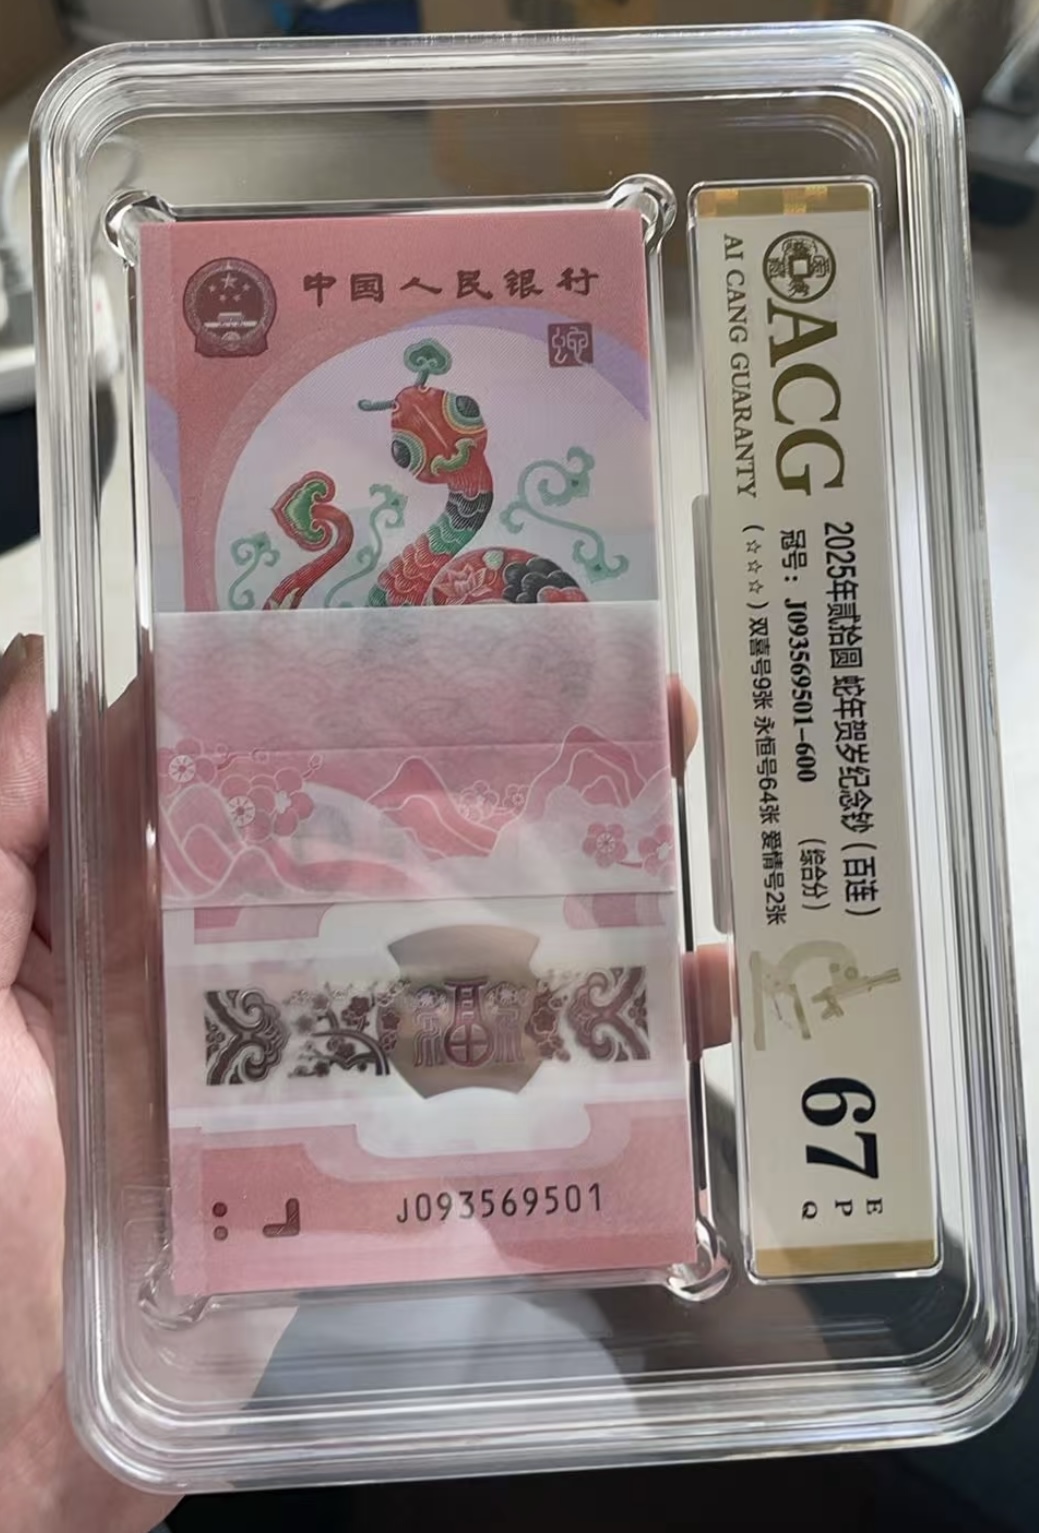 中国人民银行
蛇
J093569501
ACG
AI CANG GUARANTY
2025年贰拾圆 蛇年贺岁纪念钞（百连）
冠号：J093569501-600 （综合分）
（☆☆☆）双喜号9张 永恒号64张 爱情号2张
67
E
P
Q